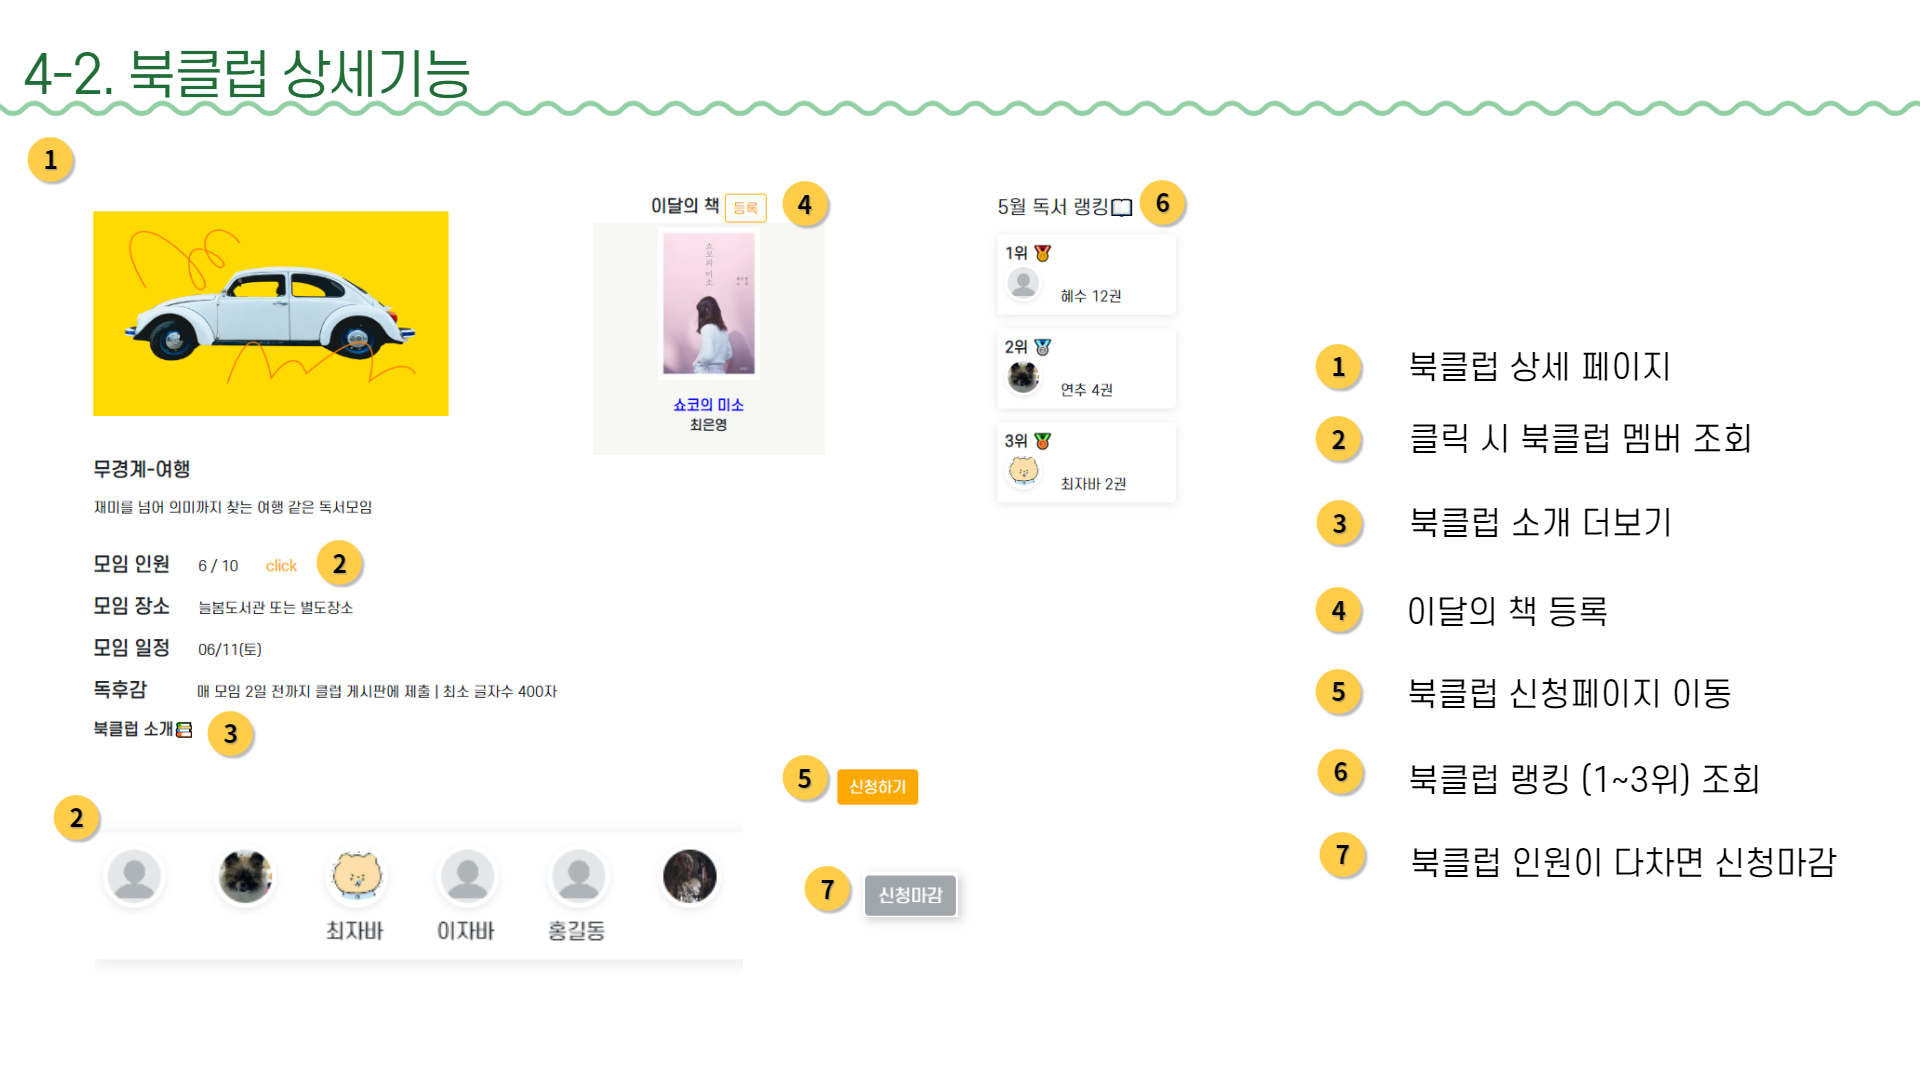 4-2. 북클럽 상세기능
1
이달의 책 등록 4
쇼코의 미소
쇼코의 미소
최은영
5월 독서 랭킹 6
1위
혜수 12권
2위
연추 4권
3위
최자바 2권
무경계-여행
재미를 넘어 의미까지 찾는 여행 같은 독서모임
모임 인원 6 / 10 click 2
모임 장소 늘봄도서관 또는 별도장소
모임 일정 06/11(토)
독후감 매 모임 2일 전까지 클럽 게시판에 제출 | 최소 글자수 400자
북클럽 소개 3
5 신청하기
2
최자바 이자바 홍길동
7 신청마감
1 북클럽 상세 페이지
2 클릭 시 북클럽 멤버 조회
3 북클럽 소개 더보기
4 이달의 책 등록
5 북클럽 신청페이지 이동
6 북클럽 랭킹 (1~3위) 조회
7 북클럽 인원이 다차면 신청마감